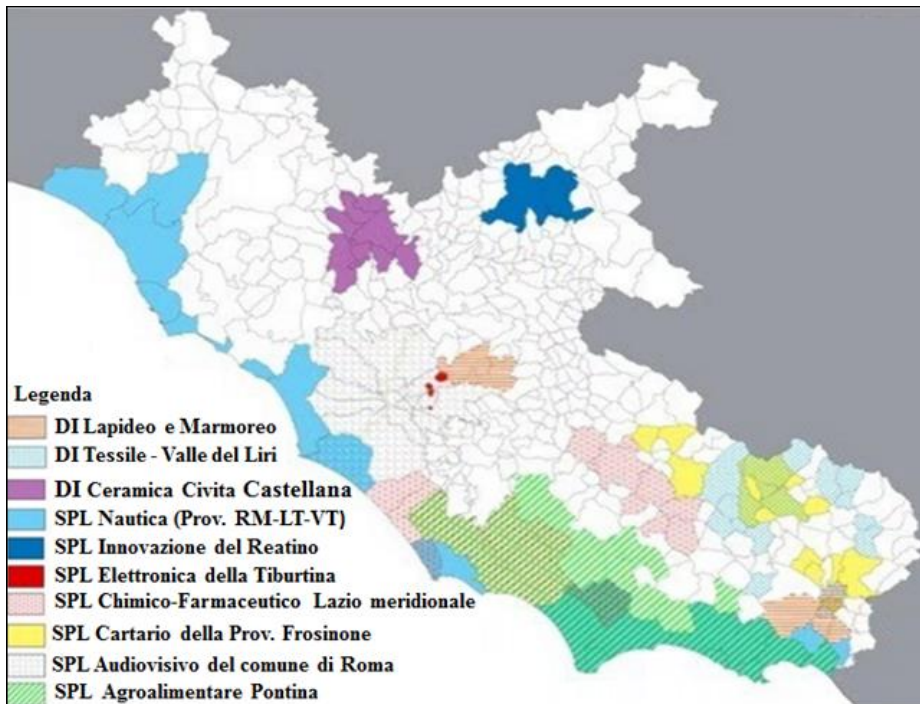 Legenda
DI Lapideo e Marmoreo
DI Tessile - Valle del Liri
DI Ceramica Civita Castellana
SPL Nautica (Prov. RM-LT-VT)
SPL Innovazione del Reatino
SPL Elettronica della Tiburtina
SPL Chimico-Farmaceutico Lazio meridionale
SPL Cartario della Prov. Frosinone
SPL Audiovisivo del comune di Roma
SPL Agroalimentare Pontina